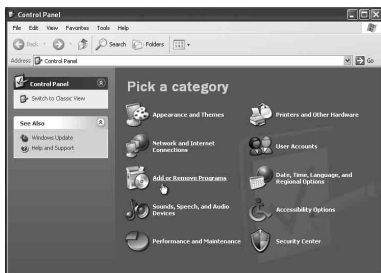 Control Panel
File Edit View Favorites Tools Help
Back Search Folders
Address Control Panel Go
Control Panel
Switch to Classic View
See Also
Windows Update
Help and Support
Pick a category
Appearance and Themes
Printers and Other Hardware
Network and Internet
Connections
User Accounts
Add or Remove Programs
Date, Time, Language, and
Regional Options
Sounds, Speech, and Audio
Devices
Accessibility Options
Performance and Maintenance
Security Center